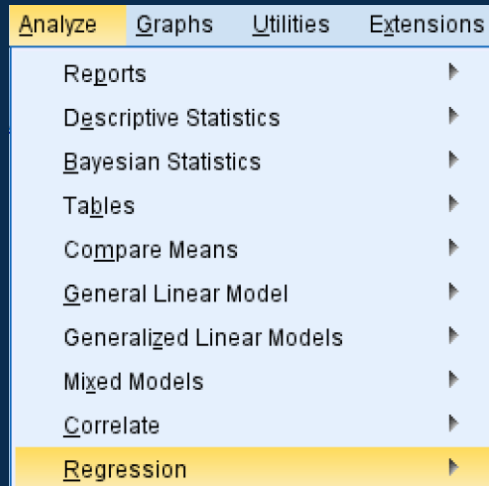 Analyze Graphs Utilities Extensions
Reports
Descriptive Statistics
Bayesian Statistics
Tables
Compare Means
General Linear Model
Generalized Linear Models
Mixed Models
Correlate
Regression